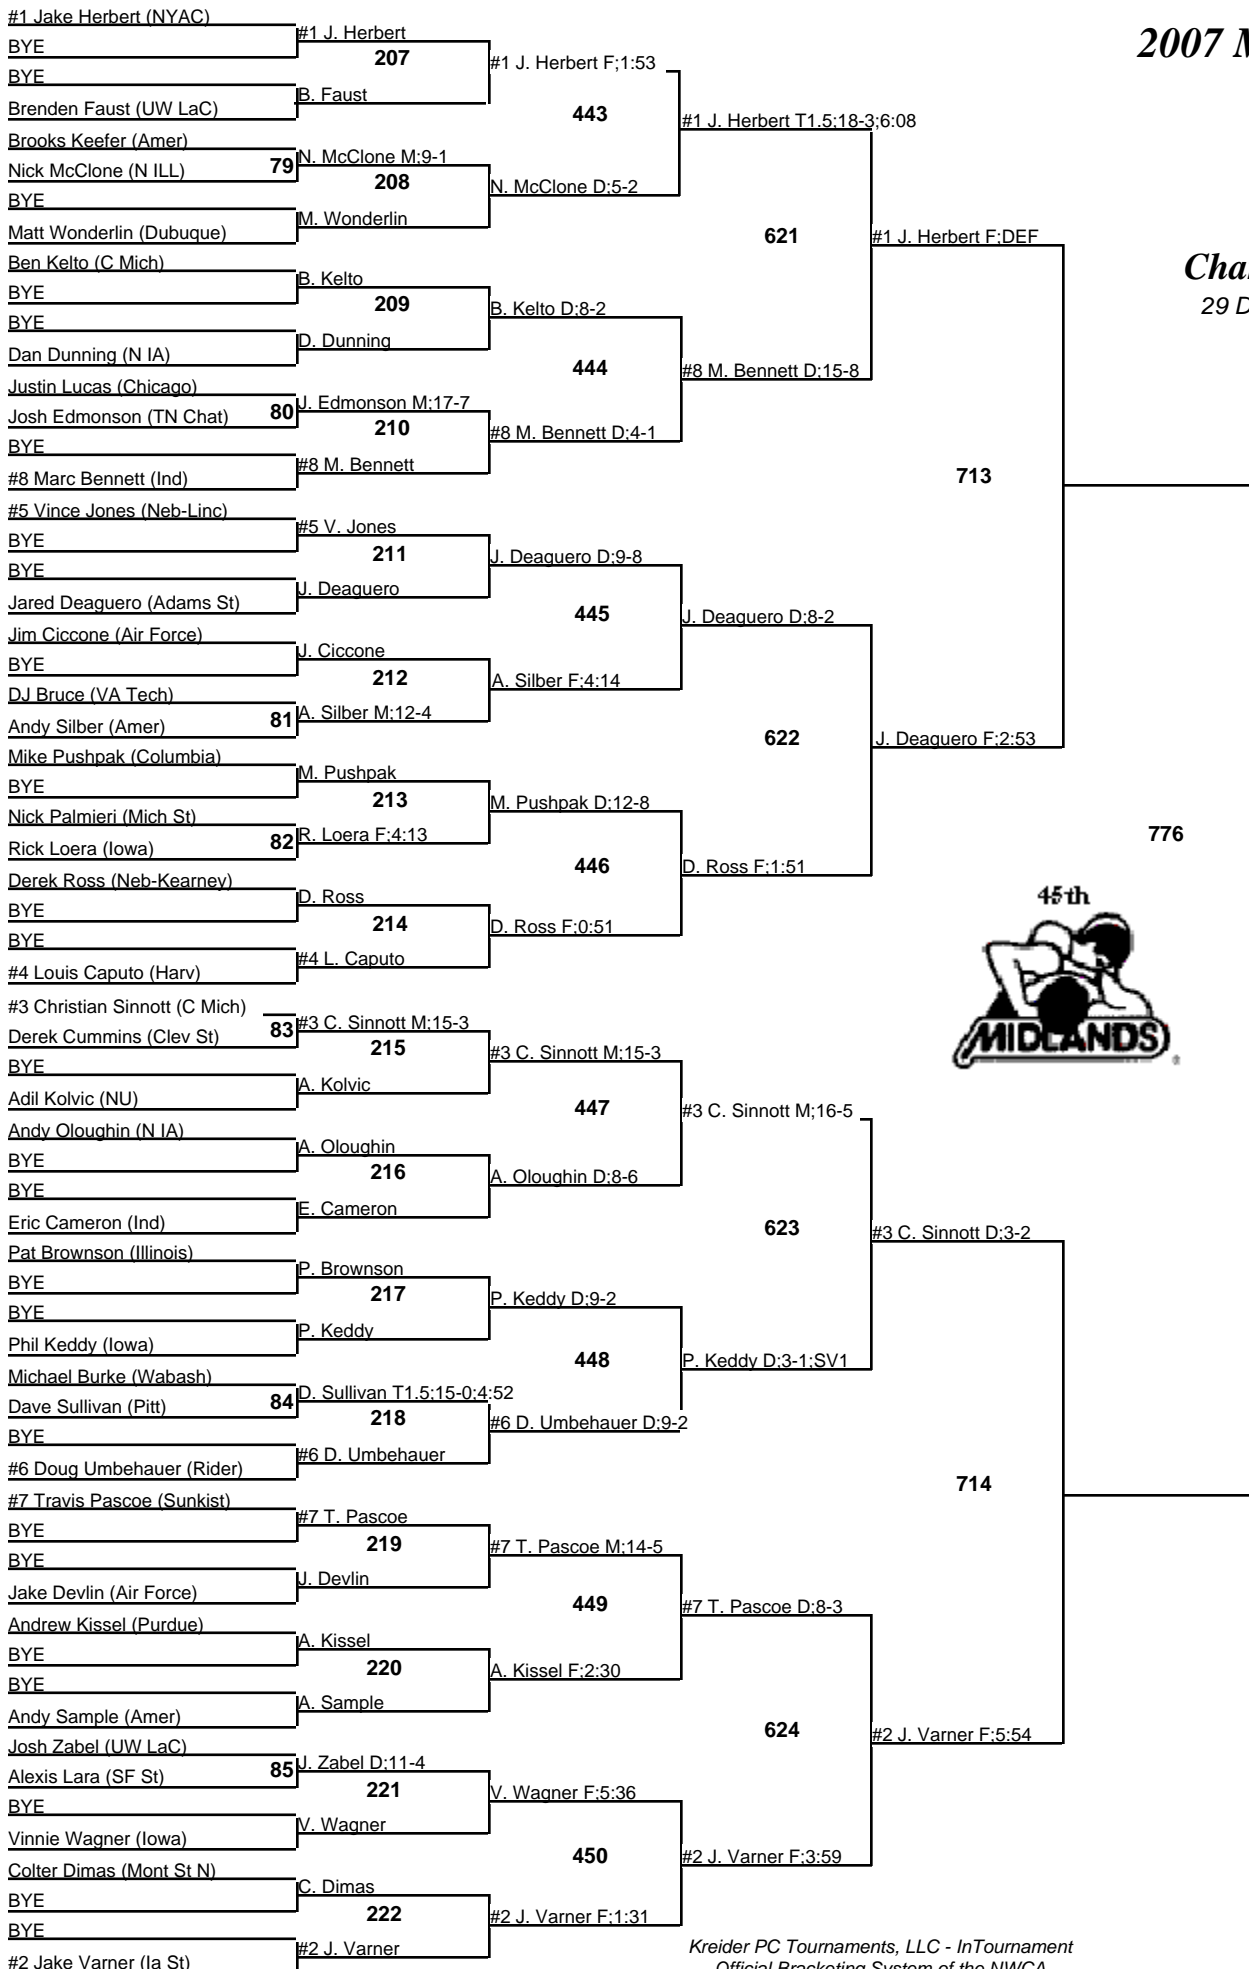 #1 Jake Herbert (NYAC)
BYE
BYE
Brenden Faust (UW LaC)
Brooks Keefer (Amer)
Nick McClone (N ILL)
79
BYE
Matt Wonderlin (Dubuque)
Ben Kelto (C Mich)
BYE
BYE
Dan Dunning (N IA)
Justin Lucas (Chicago)
Josh Edmonson (TN Chat)
80
BYE
#8 Marc Bennett (Ind)
#5 Vince Jones (Neb-Linc)
BYE
BYE
Jared Deaguero (Adams St)
Jim Ciccone (Air Force)
BYE
DJ Bruce (VA Tech)
Andy Silber (Amer)
81
Mike Pushpak (Columbia)
BYE
Nick Palmieri (Mich St)
Rick Loera (Iowa)
82
Derek Ross (Neb-Kearney)
BYE
BYE
#4 Louis Caputo (Harv)
#3 Christian Sinnott (C Mich)
Derek Cummins (Clev St)
83
BYE
Adil Kolvic (NU)
Andy Oloughin (N IA)
BYE
BYE
Eric Cameron (Ind)
Pat Brownson (Illinois)
BYE
BYE
Phil Keddy (Iowa)
Michael Burke (Wabash)
Dave Sullivan (Pitt)
84
BYE
#6 Doug Umbehauer (Rider)
#7 Travis Pascoe (Sunkist)
BYE
BYE
Jake Devlin (Air Force)
Andrew Kissel (Purdue)
BYE
BYE
Andy Sample (Amer)
Josh Zabel (UW LaC)
Alexis Lara (SF St)
85
BYE
Vinnie Wagner (Iowa)
Colter Dimas (Mont St N)
BYE
BYE
#2 Jake Varner (Ia St)
#1 J. Herbert
207
B. Faust
N. McClone M;9-1
208
M. Wonderlin
B. Kelto
209
D. Dunning
J. Edmonson M;17-7
210
#8 M. Bennett
#5 V. Jones
211
J. Deaguero
J. Ciccone
212
A. Silber M;12-4
M. Pushpak
213
R. Loera F;4:13
D. Ross
214
#4 L. Caputo
#3 C. Sinnott M;15-3
215
A. Kolvic
A. Oloughin
216
E. Cameron
P. Brownson
217
P. Keddy
D. Sullivan T1.5;15-0;4:52
218
#6 D. Umbehauer
#7 T. Pascoe
219
J. Devlin
A. Kissel
220
A. Sample
J. Zabel D;11-4
221
V. Wagner
C. Dimas
222
#2 J. Varner
#1 J. Herbert F;1:53
443
N. McClone D;5-2
B. Kelto D;8-2
444
#8 M. Bennett D;4-1
J. Deaguero D;9-8
445
A. Silber F;4:14
M. Pushpak D;12-8
446
D. Ross F;0:51
#3 C. Sinnott M;15-3
447
A. Oloughin D;8-6
P. Keddy D;9-2
448
#6 D. Umbehauer D;9-2
#7 T. Pascoe M;14-5
449
A. Kissel F;2:30
V. Wagner F;5:36
450
#2 J. Varner F;1:31
#1 J. Herbert T1.5;18-3;6:08
621
#8 M. Bennett D;15-8
J. Deaguero D;8-2
622
D. Ross F;1:51
#3 C. Sinnott M;16-5
623
P. Keddy D;3-1;SV1
#7 T. Pascoe D;8-3
624
#2 J. Varner F;3:59
#1 J. Herbert F;DEF
713
J. Deaguero F;2:53
#3 C. Sinnott D;3-2
714
#2 J. Varner F;5:54
2007 M
Cha
29 D
776
45th
MIDLANDS
Kreider PC Tournaments, LLC - InTournament
Official Bracketing System of the NWCA